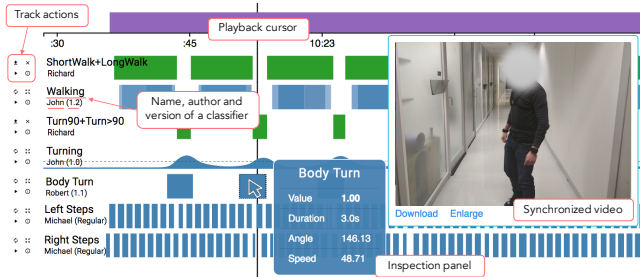 Track actions
Playback cursor
:30
:45
10:23
ShortWalk+LongWalk
Richard
Walking
John (1.2)
Name, author and
version of a classifier
Turn90+Turn>90
Richard
Turning
John (1.0)
Body Turn
Robert (1.1)
Left Steps
Michael (Regular)
Right Steps
Michael (Regular)
Body Turn
Value 1.00
Duration 3.0s
Angle 146.13
Speed 48.71
Download Enlarge
Synchronized video
Inspection panel